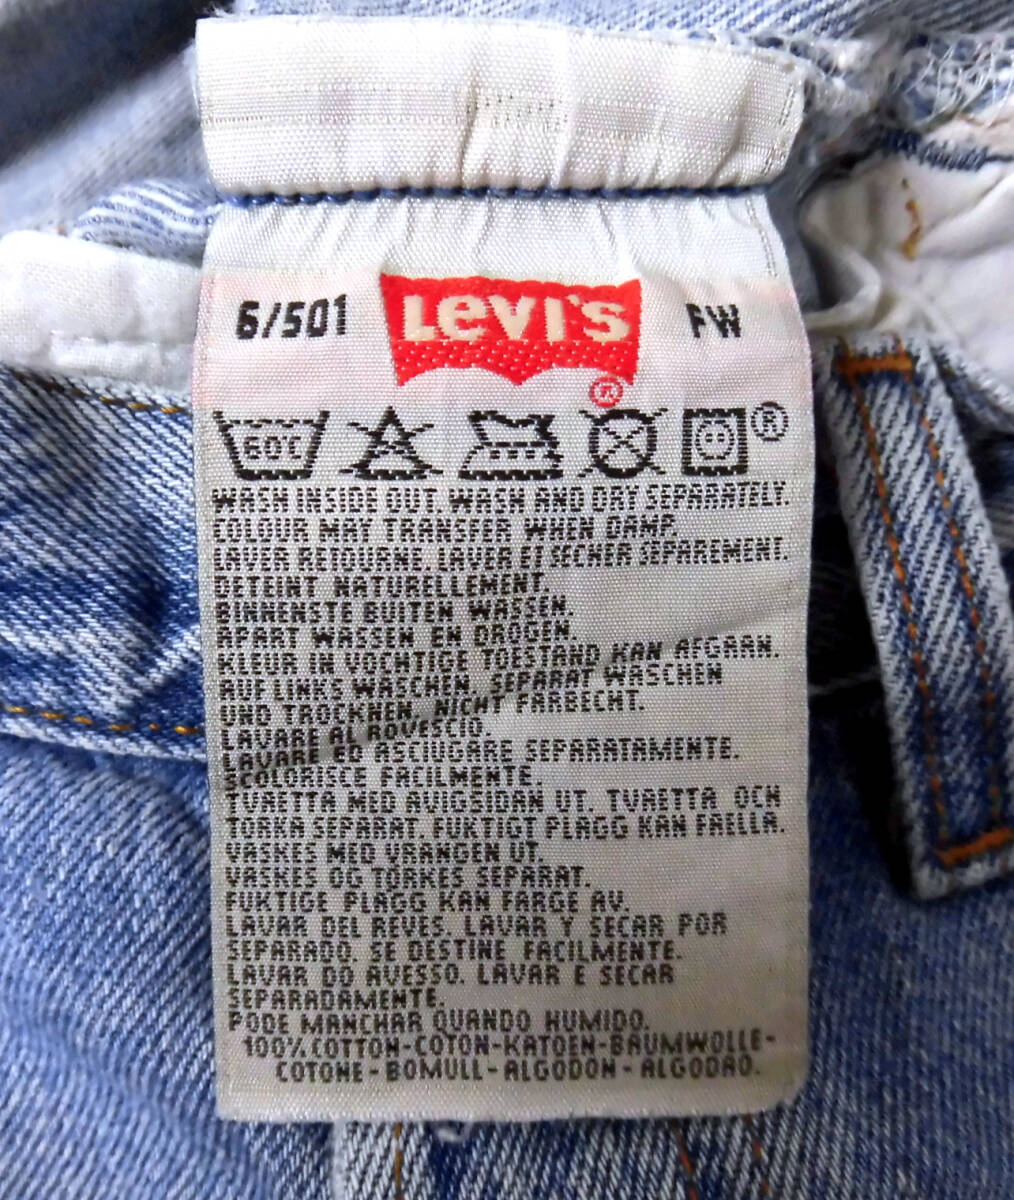 6/501 Levi's ® FW
60℃ ®
WASH INSIDE OUT. WASH AND DRY SEPARATELY.
COLOUR MAY TRANSFER WHEN DAMP.
LAVER RETOURNE. LAVER ET SECHER SEPAREMENT.
DETEINT NATURELLEMENT.
BINNENSTE BUITEN WASSEN.
APART WASSEN EN DROGEN.
KLEUR IN VOCHTIGE TOESTAND KAN AFGAAN.
AUF LINKS WASCHEN. SEPARAT WASCHEN
UND TROCKNEN. NICHT FARBECHT.
LAVARE AL ROVESCIO.
LAVARE ED ASCIUGARE SEPARATAMENTE.
SCOLORISCE FACILMENTE.
TVAETTA MED AVIGSIDAN UT. TVAETTA OCH
TORKA SEPARAT. FUKTIGT PLAGG KAN FAELLA.
VASKES MED VRANGEN UT.
VASKES OG TORKES SEPARAT.
FUKTIGE PLAGG KAN FARGE AV.
LAVAR DEL REVES. LAVAR Y SECAR POR
SEPARADO. SE DESTINE FACILMENTE.
LAVAR DO AVESSO. LAVAR E SECAR
SEPARADAMENTE.
PODE MANCHAR QUANDO HUMIDO.
100% COTTON-COTON-KATOEN-BAUMWOLLE-
COTONE-BOMULL-ALGODON-ALGODAO.